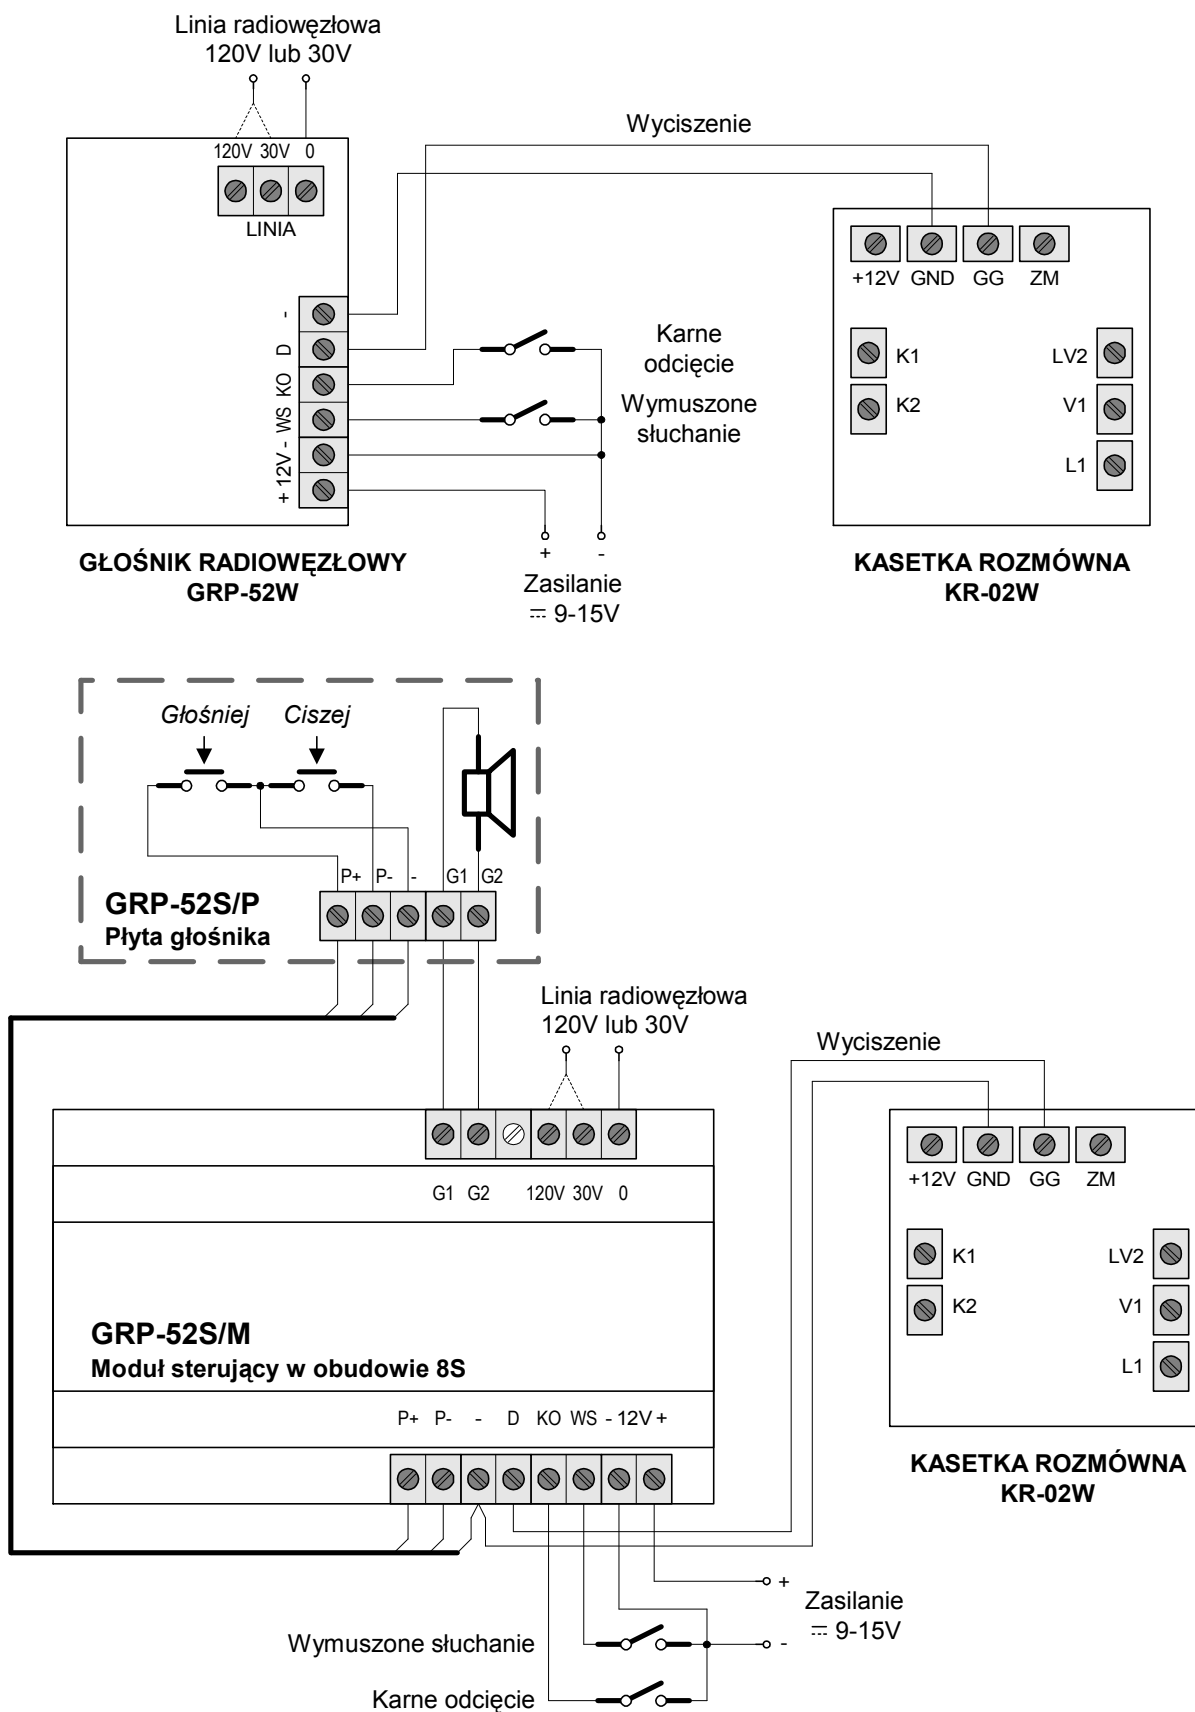 Linia radiowęzłowa
120V lub 30V
120V 30V 0
LINIA
Wyciszenie
+12V GND GG ZM
K1
K2
LV2
V1
L1
-
D
KO
WS
+ 12V -
Karne
odcięcie
Wymuszone
słuchanie
+ -
Zasilanie
⎓ 9-15V
GŁOŚNIK RADIOWĘZŁOWY
GRP-52W
KASETKA ROZMÓWNA
KR-02W
Głośniej Ciszej
P+ P- - G1 G2
GRP-52S/P
Płyta głośnika
Linia radiowęzłowa
120V lub 30V
Wyciszenie
G1 G2 120V 30V 0
GRP-52S/M
Moduł sterujący w obudowie 8S
P+ P- - D KO WS - 12V +
+12V GND GG ZM
K1
K2
LV2
V1
L1
KASETKA ROZMÓWNA
KR-02W
+
Zasilanie
⎓ 9-15V
-
Wymuszone słuchanie
Karne odcięcie